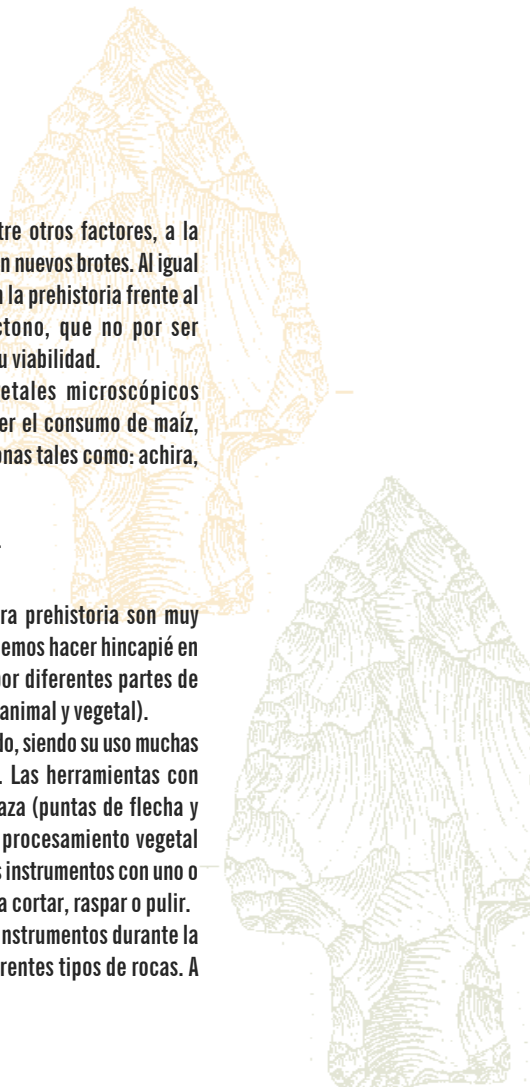 tre otros factores, a la
n nuevos brotes. Al igual
n la prehistoria frente al
ctono, que no por ser
u viabilidad.
etales microscópicos
er el consumo de maíz,
onas tales como: achira,
.
ra prehistoria son muy
emos hacer hincapié en
por diferentes partes de
animal y vegetal).
do, siendo su uso muchas
. Las herramientas con
aza (puntas de flecha y
procesamiento vegetal
s instrumentos con uno o
a cortar, raspar o pulir.
instrumentos durante la
rentes tipos de rocas. A